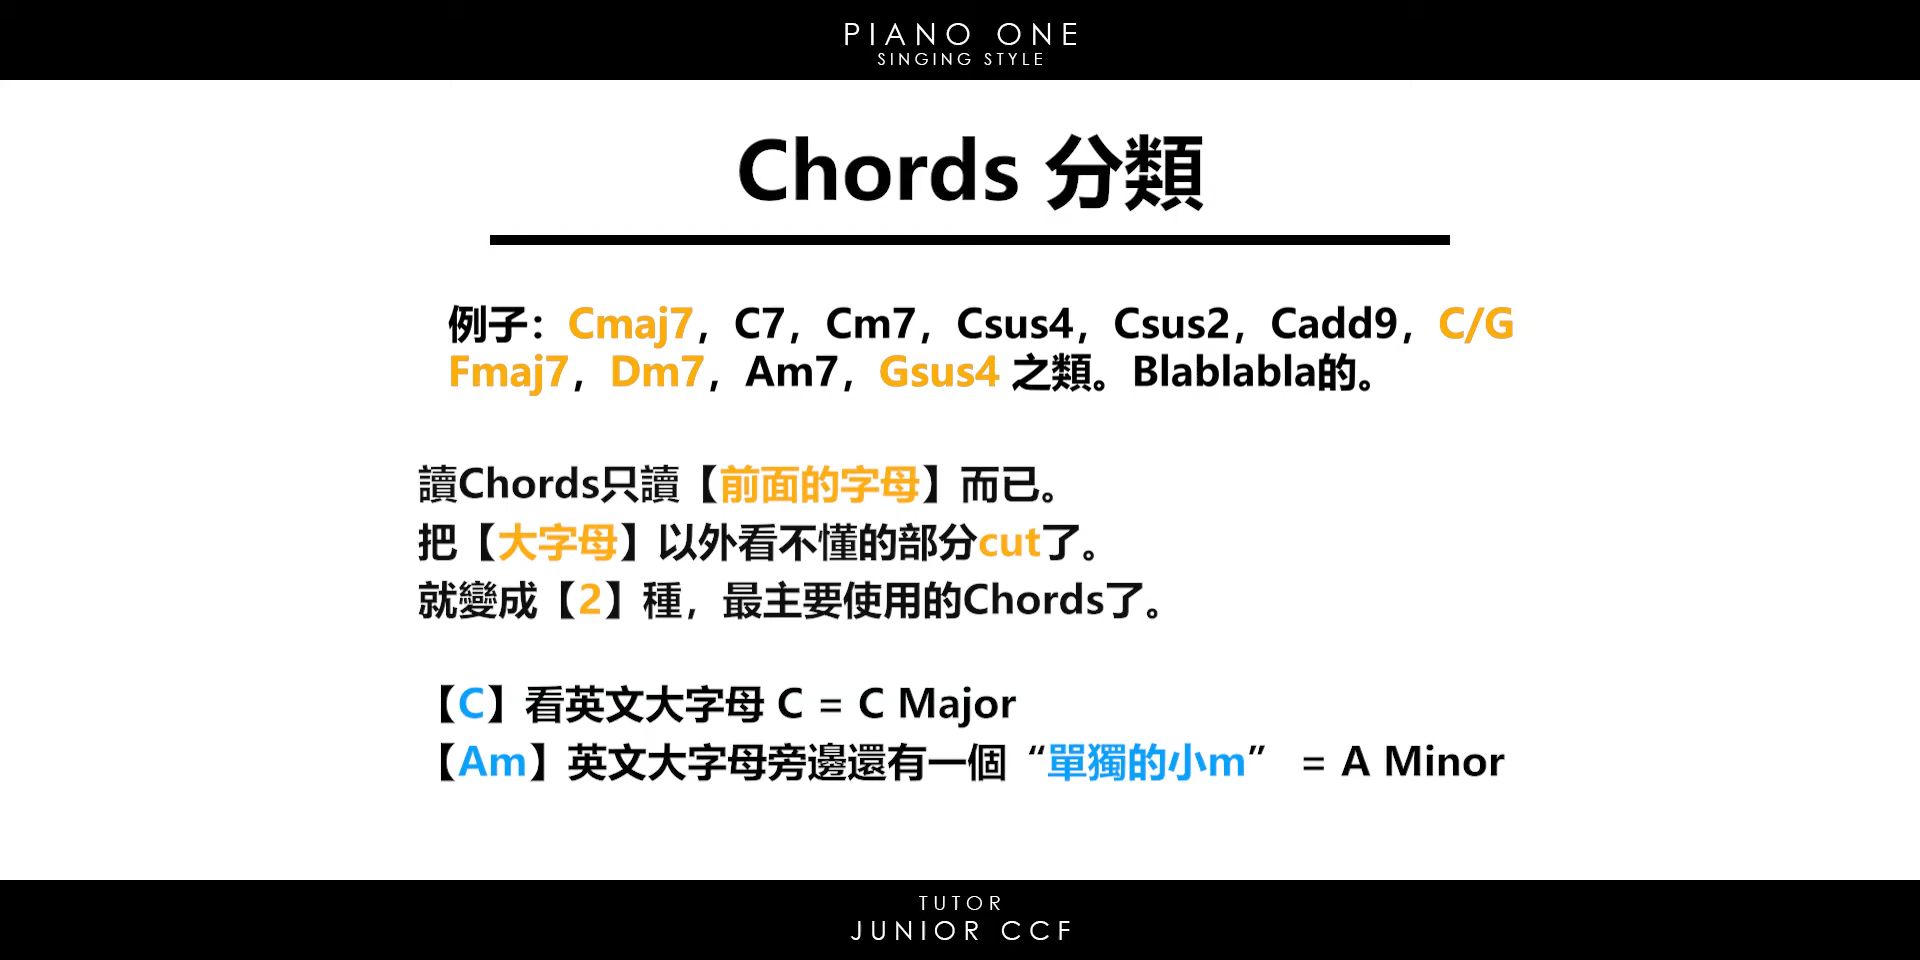 PIANO ONE
SINGING STYLE
Chords 分類
例子：Cmaj7，C7，Cm7，Csus4，Csus2，Cadd9，C/G
Fmaj7，Dm7，Am7，Gsus4 之類。Blablabla的。
讀Chords只讀【前面的字母】而已。
把【大字母】以外看不懂的部分cut了。
就變成【2】種，最主要使用的Chords了。
【C】看英文大字母 C = C Major
【Am】英文大字母旁邊還有一個“單獨的小m” = A Minor
TUTOR
JUNIOR CCF